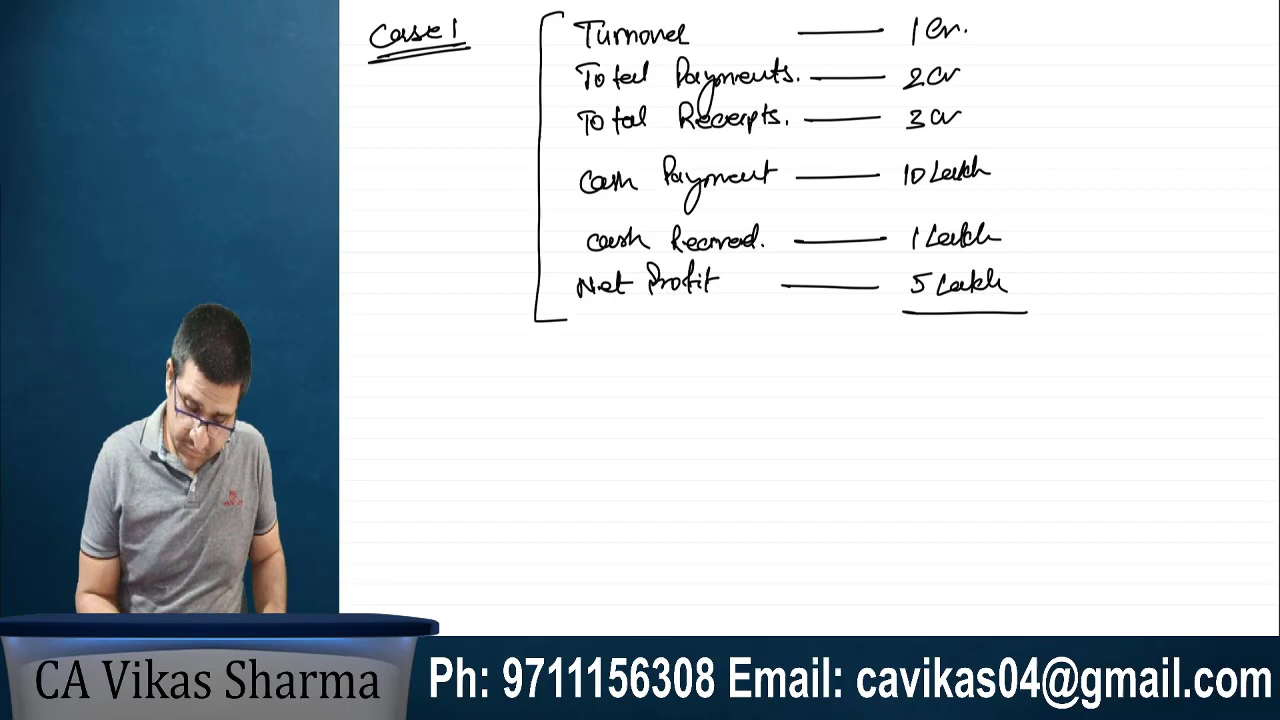 Case 1
Turnover — 1 Cr.
Total Payments. — 2 Cr
Total Receipts. — 3 Cr
Cash Payment — 10 Lakh
Cash Received. — 1 Lakh
Net Profit — 5 Lakh
CA Vikas Sharma
Ph: 9711156308 Email: cavikas04@gmail.com